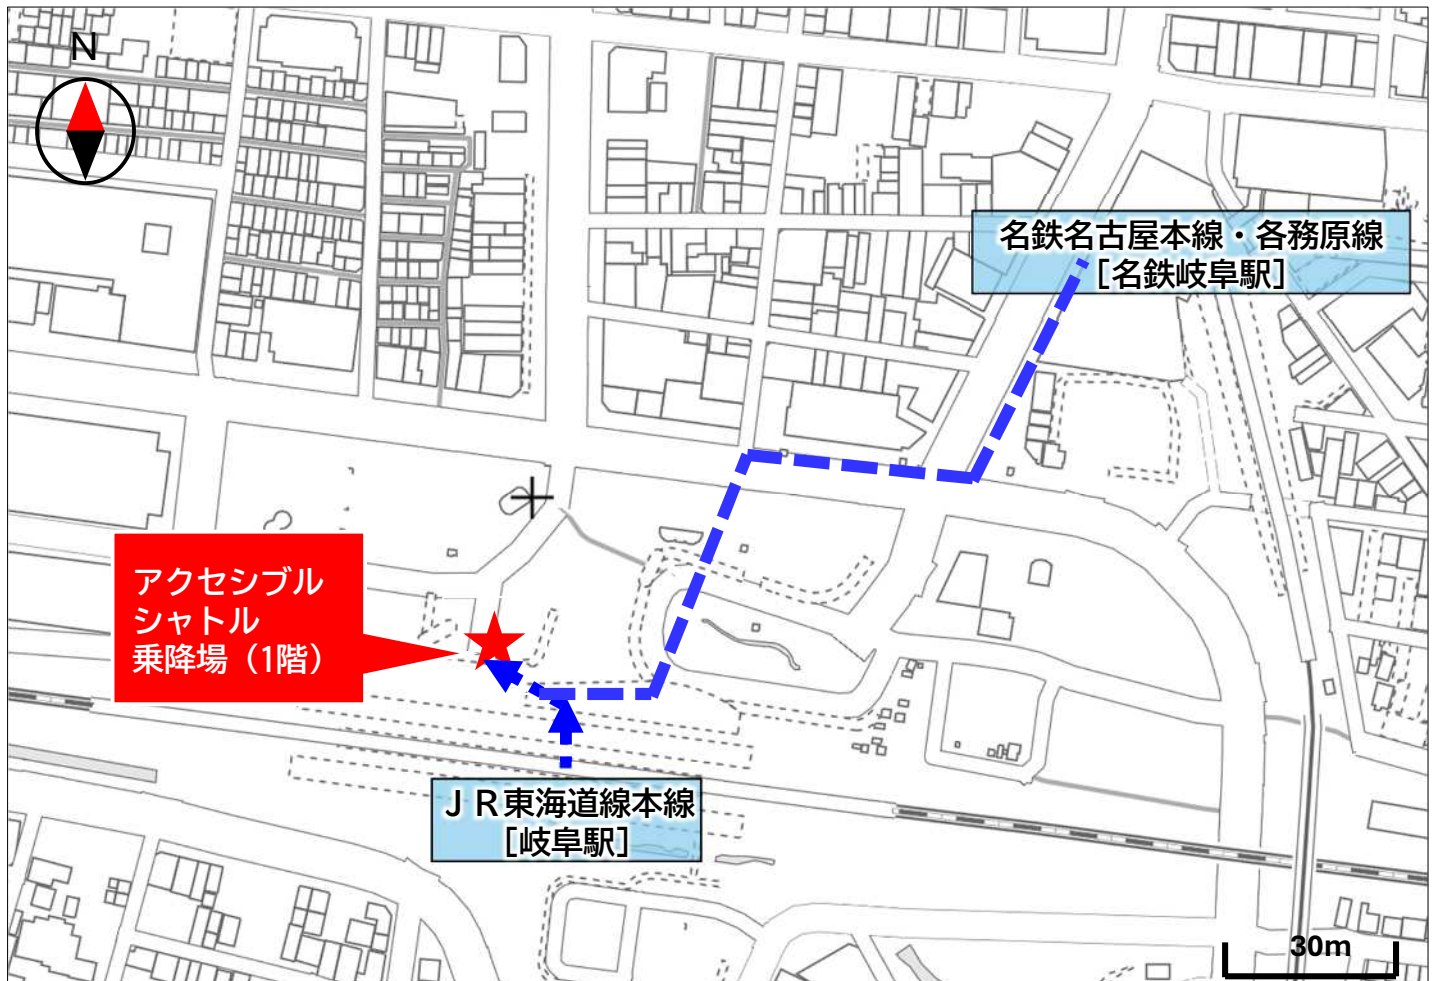 N
名鉄名古屋本線・各務原線
［名鉄岐阜駅］
アクセシブル
シャトル
乗降場（1階）
ＪＲ東海道線本線
［岐阜駅］
30m